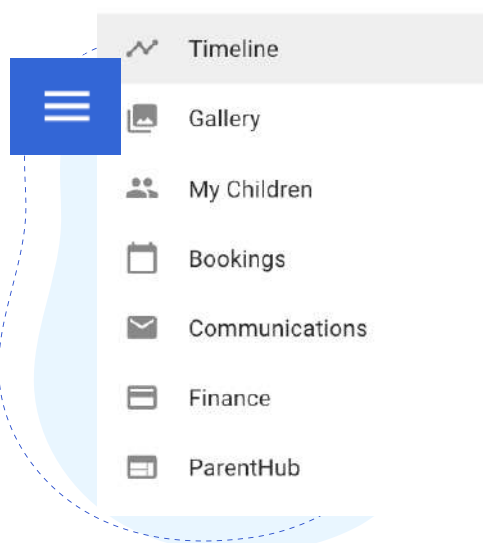 Timeline
Gallery
My Children
Bookings
Communications
Finance
ParentHub